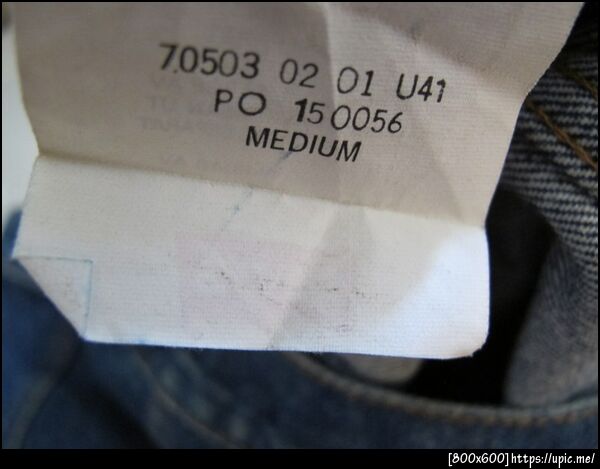 70503 02 01 U41
PO 150056
MEDIUM
[800x600]https://upic.me/